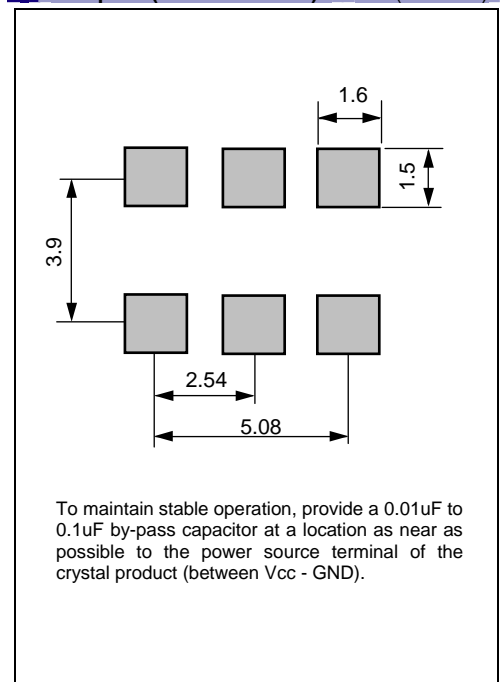 1.6
1.5
3.9
2.54
5.08
To maintain stable operation, provide a 0.01uF to
0.1uF by-pass capacitor at a location as near as
possible to the power source terminal of the
crystal product (between Vcc - GND).